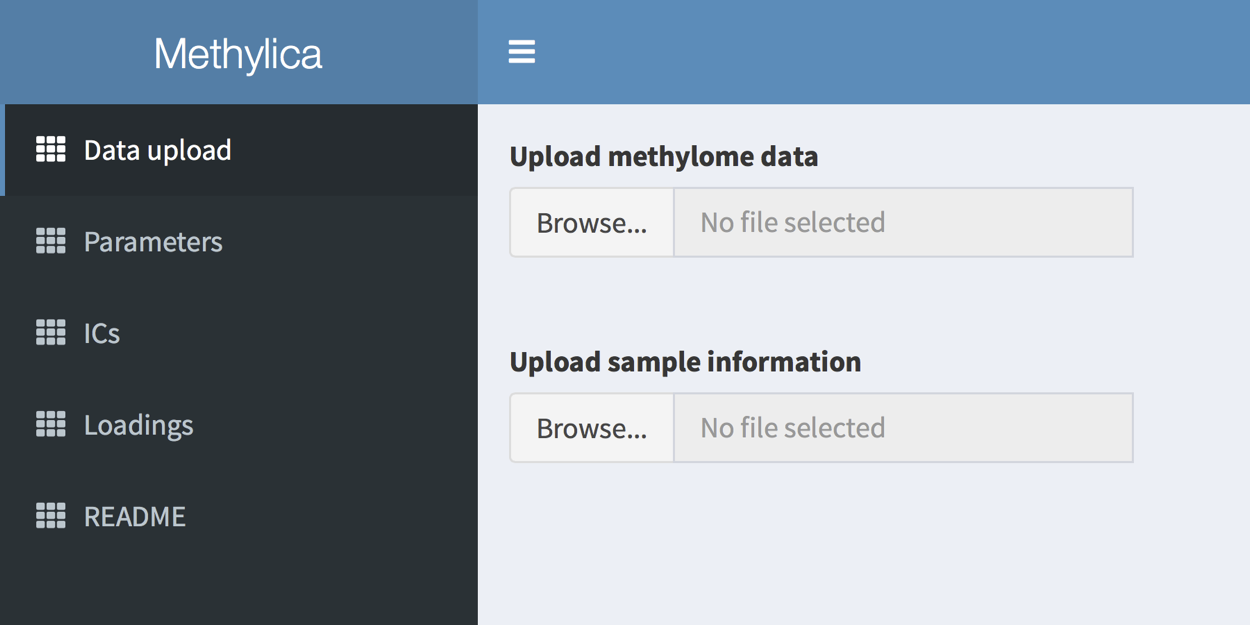 Methylica
Data upload
Parameters
ICs
Loadings
README
Upload methylome data
Browse... No file selected
Upload sample information
Browse... No file selected